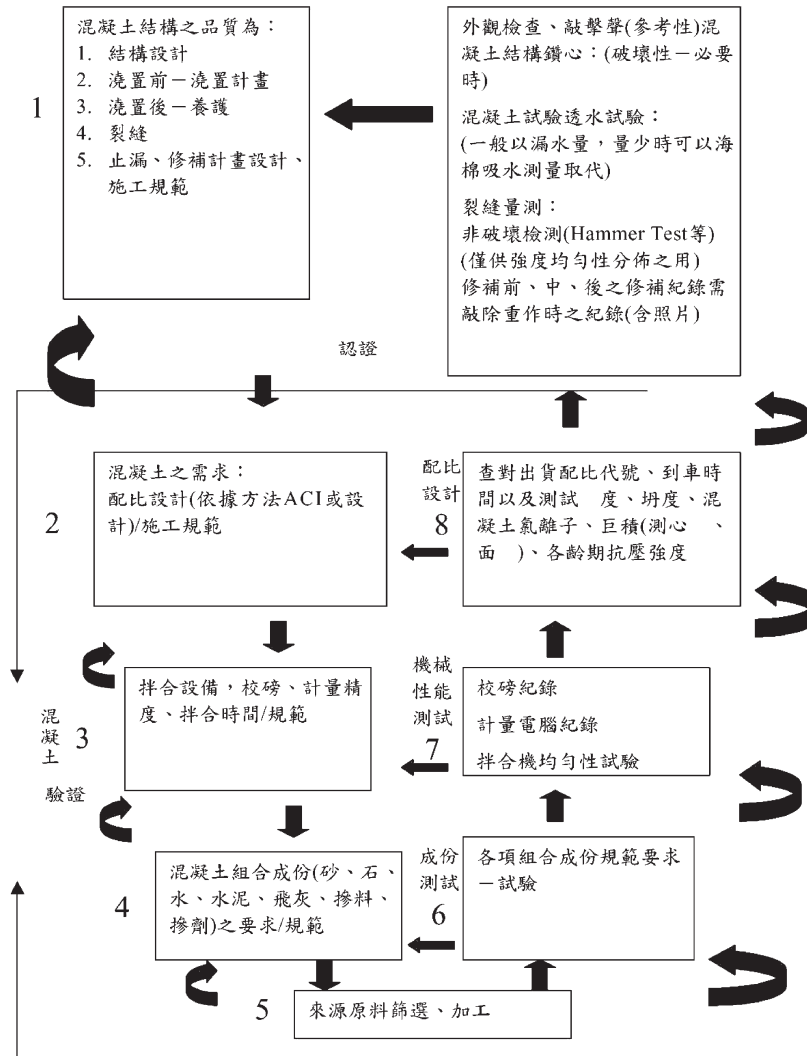 混凝土結構之品質為：
1. 結構設計
2. 澆置前－澆置計畫
3. 澆置後－養護
4. 裂縫
5. 止漏、修補計畫設計、
施工規範
1
外觀檢查、敲擊聲(參考性)混
凝土結構鑽心：(破壞性－必要
時)
混凝土試驗透水試驗：
(一般以漏水量，量少時可以海
棉吸水測量取代)
裂縫量測：
非破壞檢測(Hammer Test等)
(僅供強度均勻性分佈之用)
修補前、中、後之修補紀錄需
敲除重作時之紀錄(含照片)
認證
混凝土之需求：
配比設計(依據方法ACI或設
計)/施工規範
2
配比
設計
8
查對出貨配比代號、到車時
間以及測試 度、坍度、混
凝土氣離子、巨積(測心 、
面 )、各齡期抗壓強度
混
凝
土
3
拌合設備，校磅、計量精
度、拌合時間/規範
機械
性能
測試
7
校磅紀錄
計量電腦紀錄
拌合機均勻性試驗
驗證
4
混凝土組合成份(砂、石、
水、水泥、飛灰、摻料、
摻劑)之要求/規範
成份
測試
6
各項組合成份規範要求
－試驗
5
來源原料篩選、加工